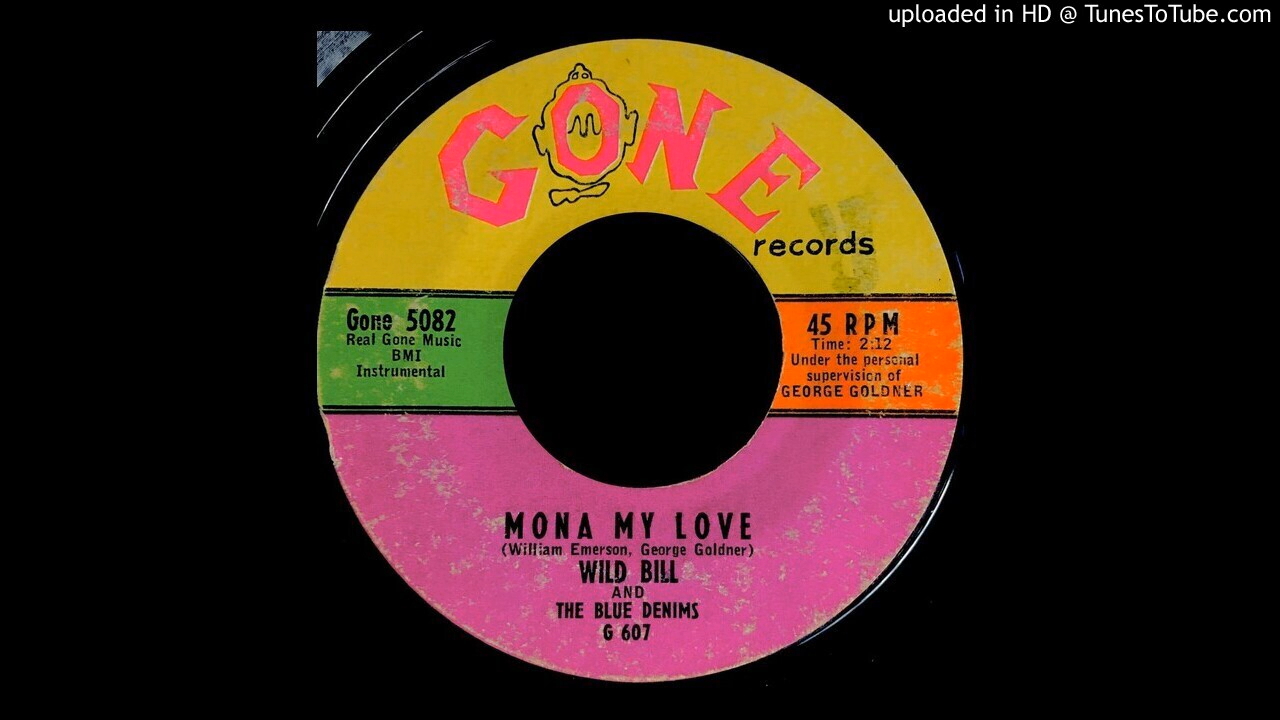 uploaded in HD @ TunesToTube.com
GONE
records
Gone 5082
Real Gone Music
BMI
Instrumental
45 RPM
Time: 2:12
Under the personal
supervision of
GEORGE GOLDNER
MONA MY LOVE
(William Emerson, George Goldner)
WILD BILL
AND
THE BLUE DENIMS
G 607